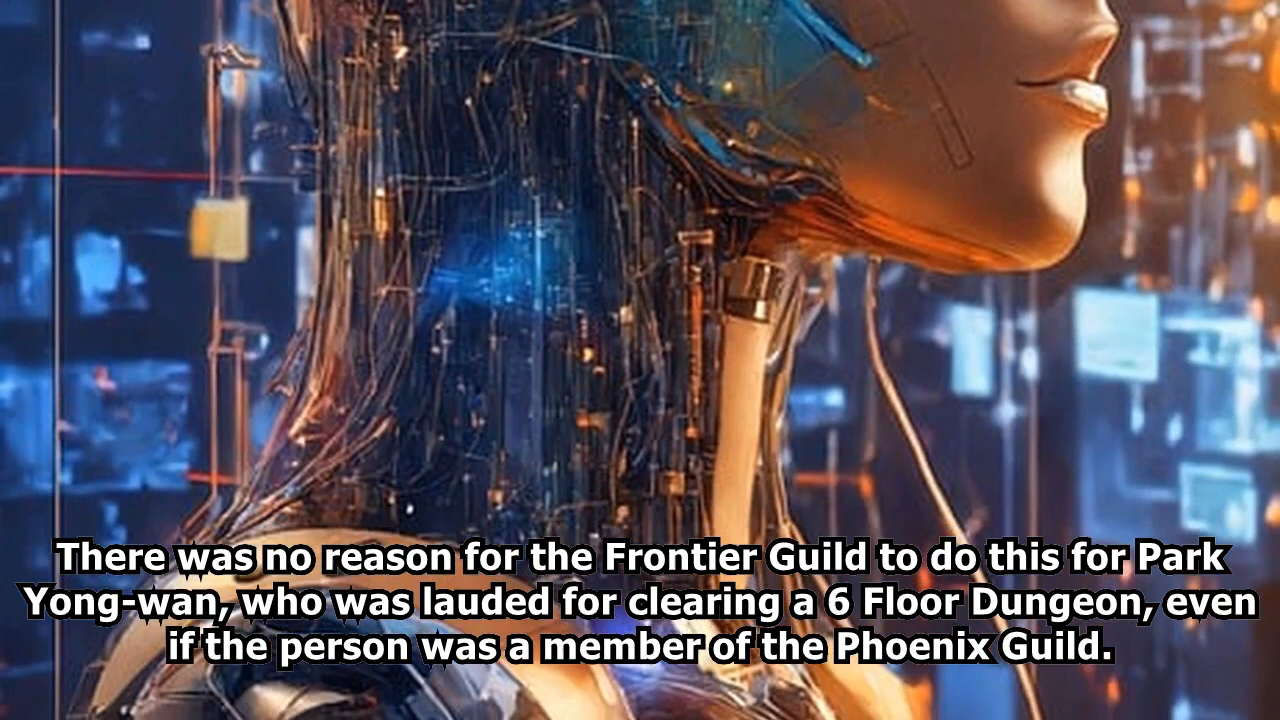 There was no reason for the Frontier Guild to do this for Park
Yong-wan, who was lauded for clearing a 6 Floor Dungeon, even
if the person was a member of the Phoenix Guild.